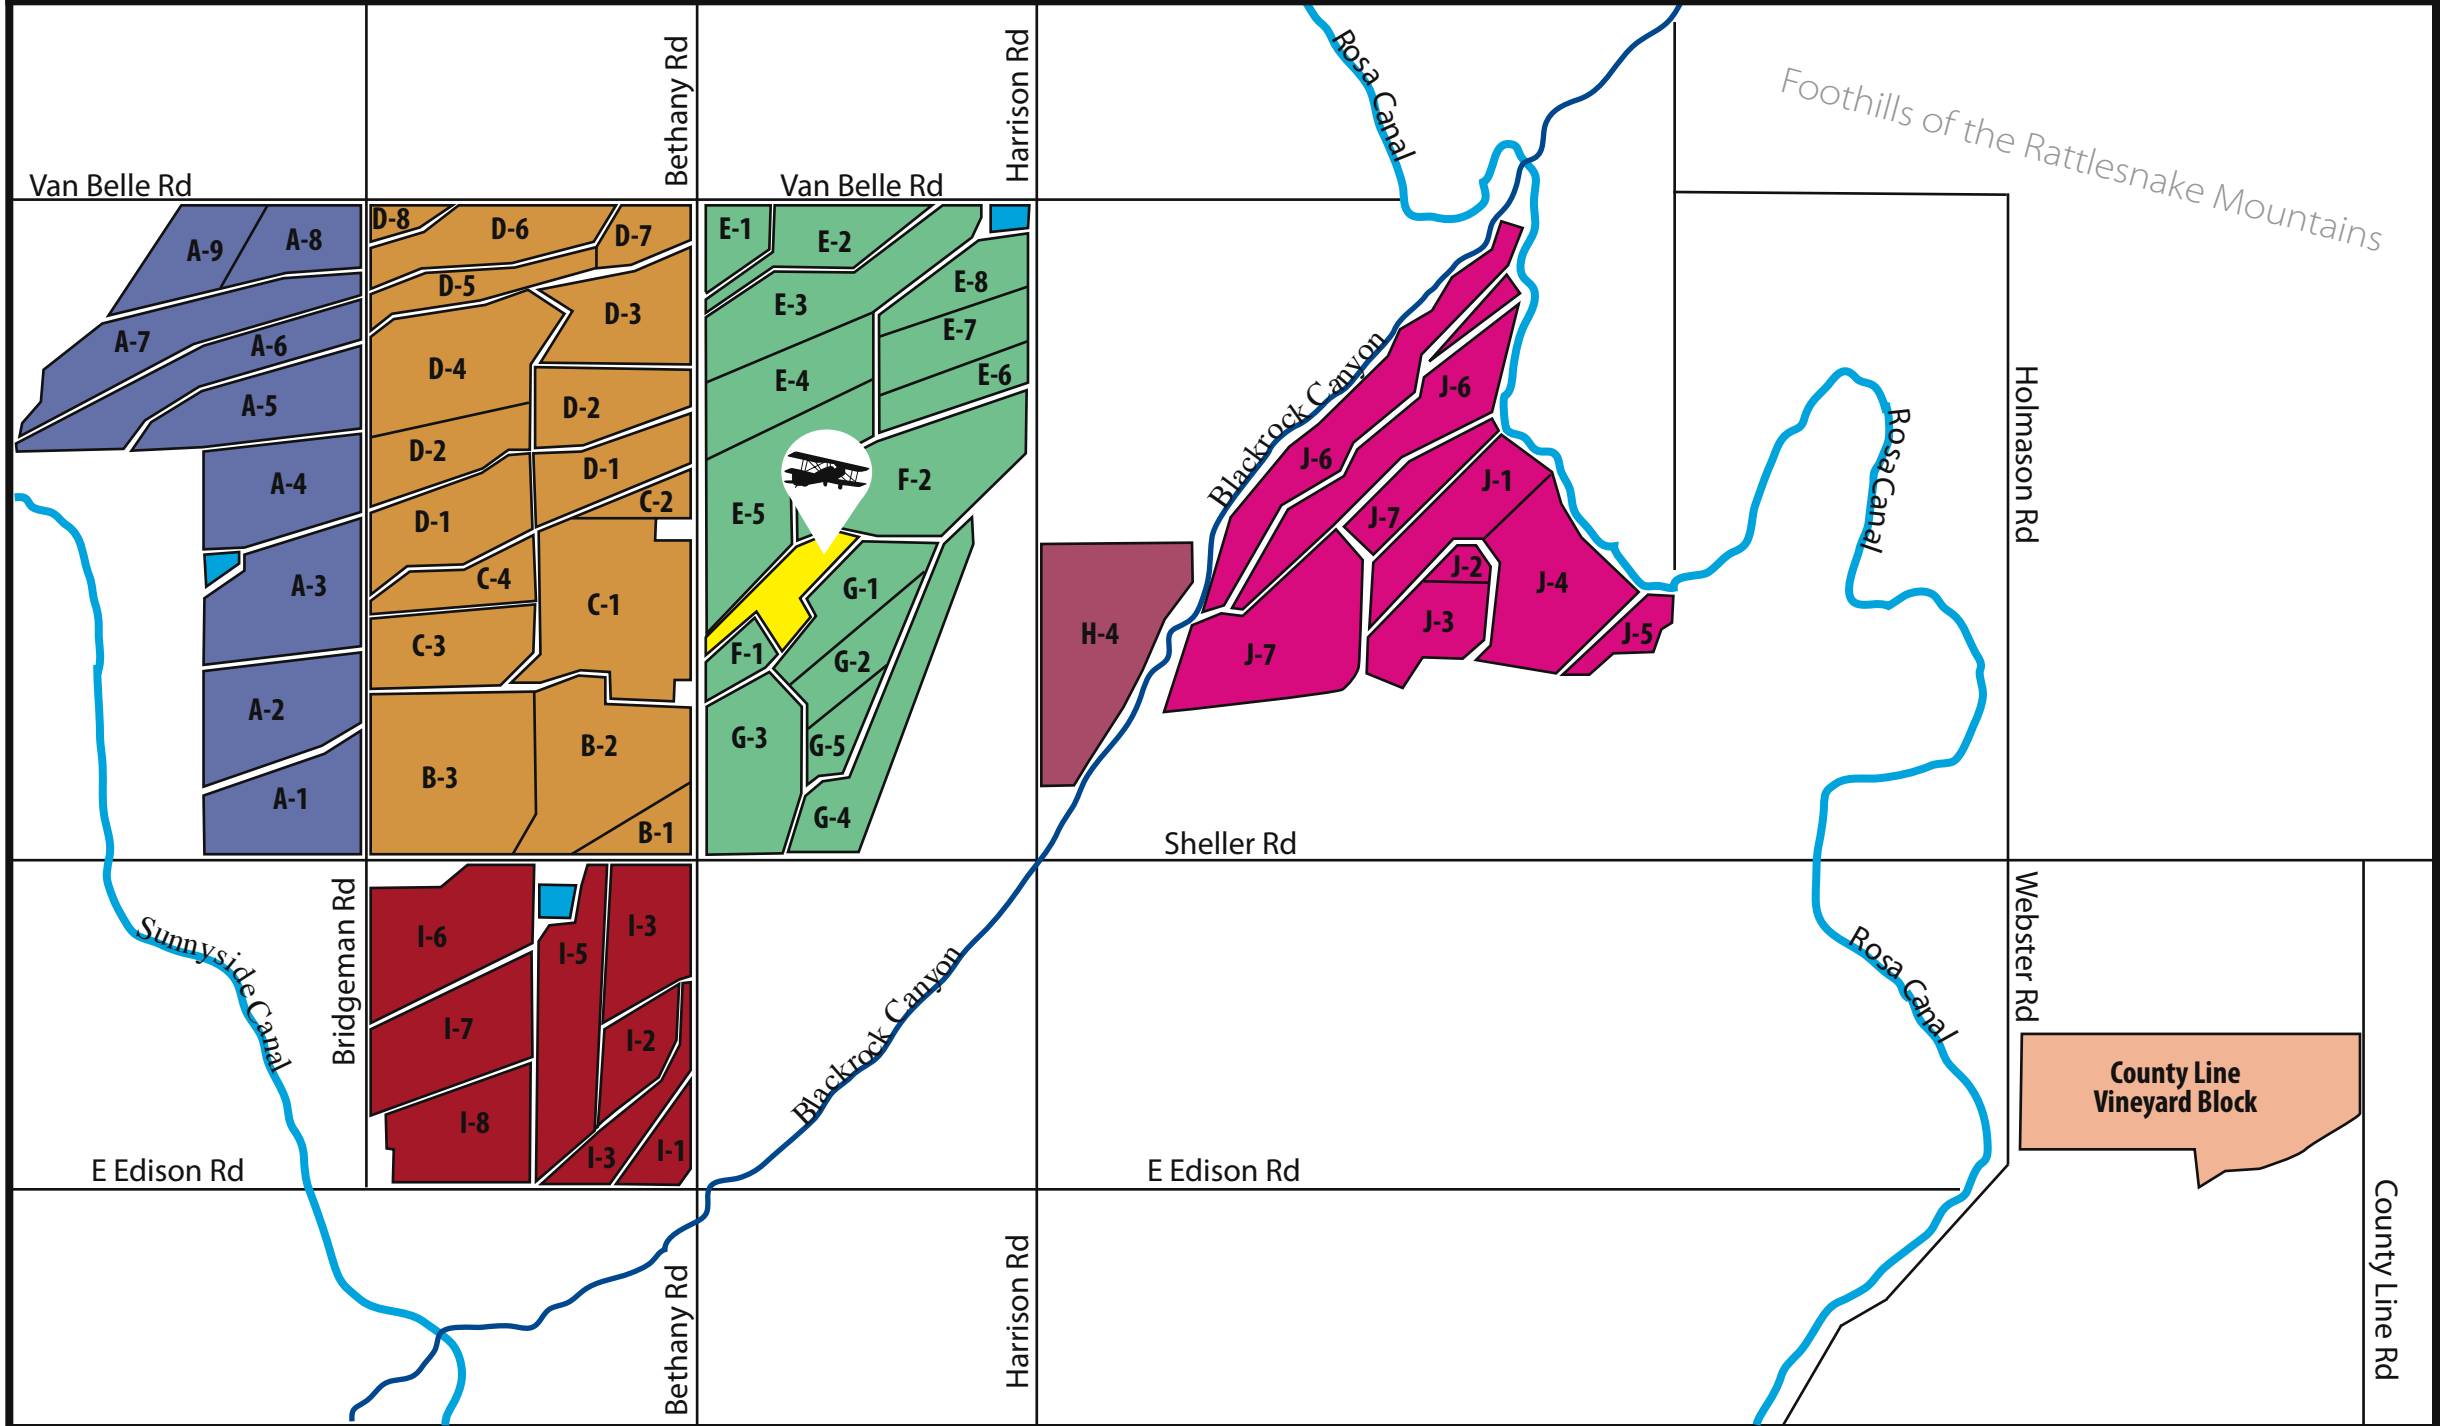 Bethany Rd
Harrison Rd
Rosa Canal
Foothills of the Rattlesnake Mountains
Van Belle Rd
Van Belle Rd
A-9
A-8
A-7
A-6
A-5
A-4
A-3
A-2
A-1
D-8
D-6
D-7
D-5
D-3
D-4
D-2
D-2
D-1
D-1
C-2
C-4
C-1
C-3
B-2
B-3
B-1
E-1
E-2
E-3
E-8
E-7
E-6
E-4
E-5
F-2
F-1
G-1
G-2
G-3
G-5
G-4
H-4
Blackrock Canyon
J-6
J-6
J-1
J-7
J-2
J-4
J-3
J-5
J-7
Holmason Rd
Rosa Canal
Sheller Rd
Bridgeman Rd
Sunnyside Canal
I-6
I-5
I-3
I-7
I-2
I-8
I-3
I-1
Blackrock Canyon
Rosa Canal
Webster Rd
County Line
Vineyard Block
E Edison Rd
E Edison Rd
Bethany Rd
Harrison Rd
County Line Rd